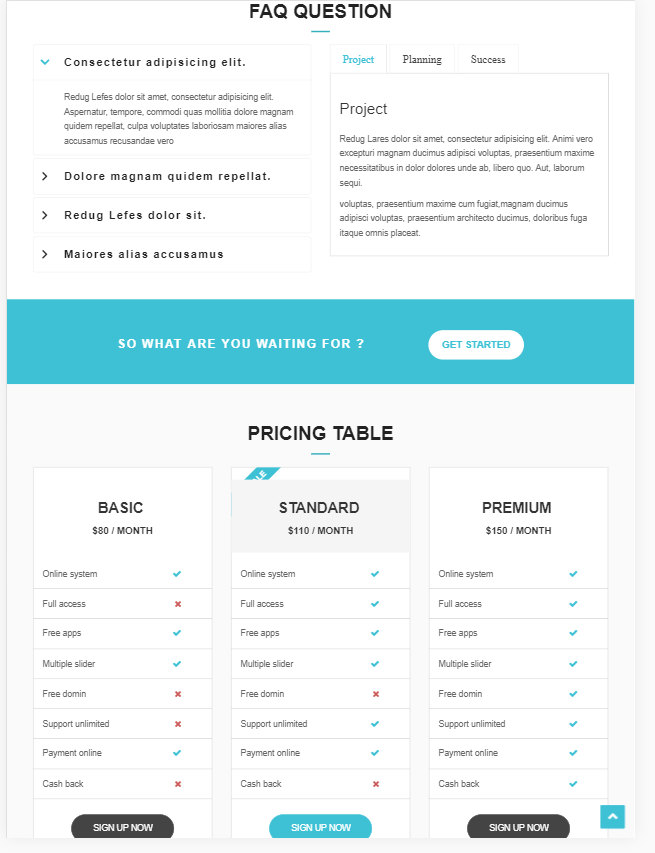 FAQ QUESTION
Consectetur adipisicing elit.
Redug Lefes dolor sit amet, consectetur adipisicing elit.
Aspernatur, tempore, commodi quas mollitia dolore magnam
quidem repellat, culpa voluptates laboriosam maiores alias
accusamus recusandae vero
Dolore magnam quidem repellat.
Redug Lefes dolor sit.
Maiores alias accusamus
Project Planning Success
Project
Redug Lares dolor sit amet, consectetur adipisicing elit. Animi vero
excepturi magnam ducimus adipisci voluptas, praesentium maxime
necessitatibus in dolor dolores unde ab, libero quo. Aut, laborum
sequi.
voluptas, praesentium maxime cum fugiat,magnam ducimus
adipisci voluptas, praesentium architecto ducimus, doloribus fuga
itaque omnis placeat.
SO WHAT ARE YOU WAITING FOR ?
GET STARTED
PRICING TABLE
BASIC
$80 / MONTH
Online system
Full access
Free apps
Multiple slider
Free domin
Support unlimited
Payment online
Cash back
SIGN UP NOW
STANDARD
$110 / MONTH
Online system
Full access
Free apps
Multiple slider
Free domin
Support unlimited
Payment online
Cash back
SIGN UP NOW
PREMIUM
$150 / MONTH
Online system
Full access
Free apps
Multiple slider
Free domin
Support unlimited
Payment online
Cash back
SIGN UP NOW